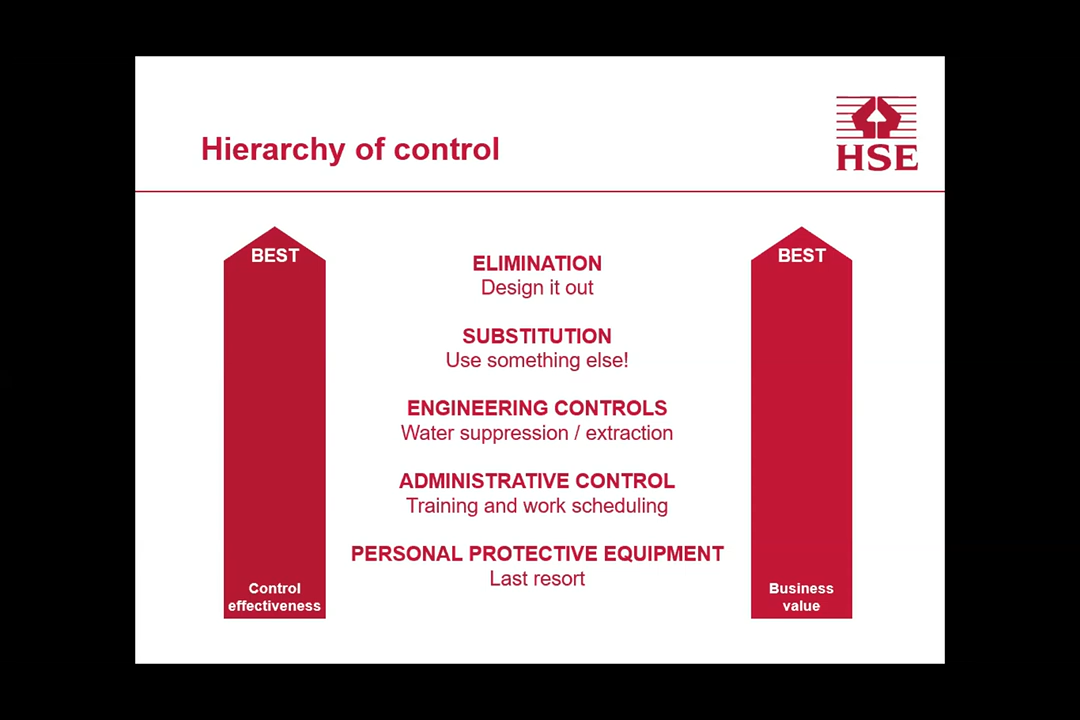 Hierarchy of control
HSE
BEST
BEST
ELIMINATION
Design it out
SUBSTITUTION
Use something else!
ENGINEERING CONTROLS
Water suppression / extraction
ADMINISTRATIVE CONTROL
Training and work scheduling
PERSONAL PROTECTIVE EQUIPMENT
Last resort
Control
effectiveness
Business
value